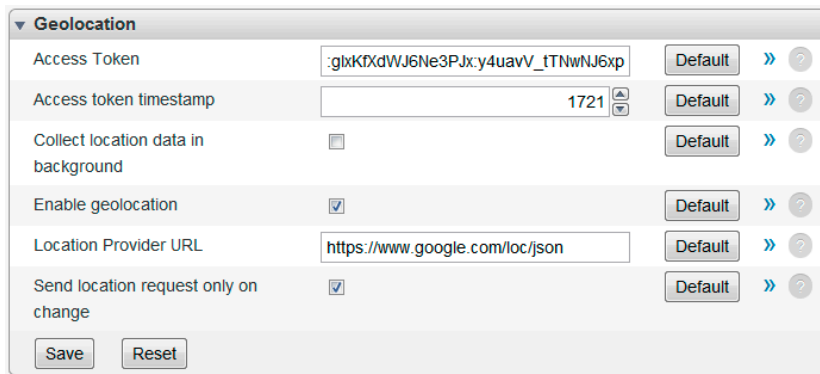 Geolocation
Access Token :glxKfXdWJ6Ne3PJx:y4uavV_tTNwNJ6xp Default » ?
Access token timestamp 1721 Default » ?
Collect location data in Default » ?
background
Enable geolocation Default » ?
Location Provider URL https://www.google.com/loc/json Default » ?
Send location request only on Default » ?
change
Save Reset